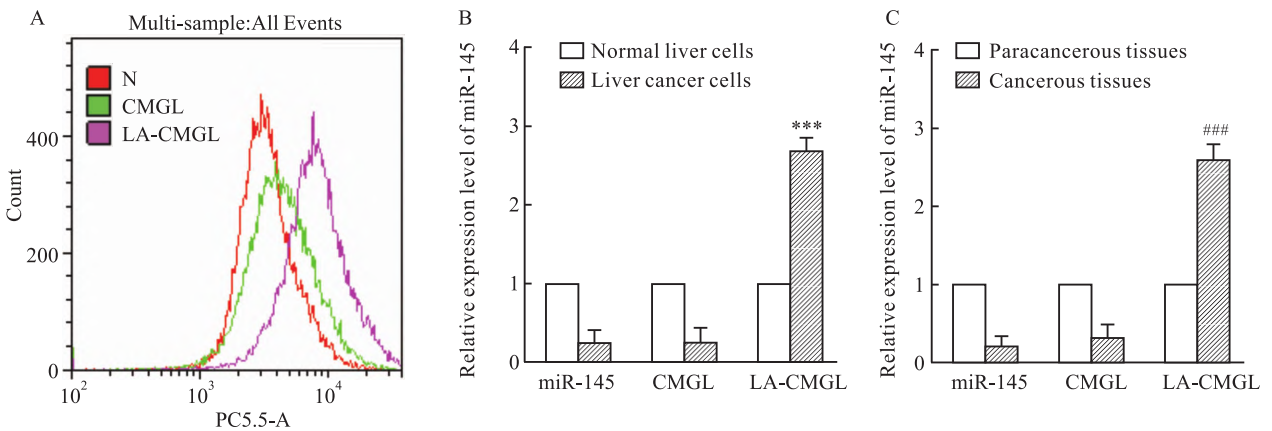 A
Multi-sample:All Events
N
CMGL
LA-CMGL
Count
400
200
0
10²
10³
10⁴
PC5.5-A
B
Relative expression level of miR-145
4
3
2
1
0
Normal liver cells
Liver cancer cells
***
miR-145
CMGL
LA-CMGL
C
Relative expression level of miR-145
4
3
2
1
0
Paracancerous tissues
Cancerous tissues
###
miR-145
CMGL
LA-CMGL